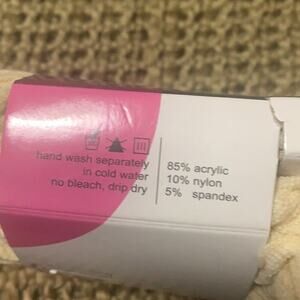 hand wash separately
in cold water
no bleach, drip dry
85% acrylic
10% nylon
5% spandex